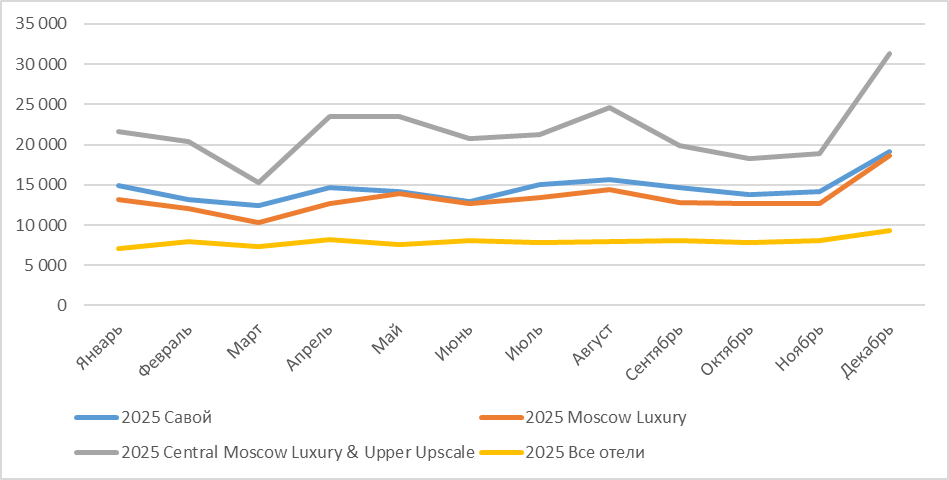 35 000
30 000
25 000
20 000
15 000
10 000
5 000
0
Январь
Февраль
Март
Апрель
Май
Июнь
Июль
Август
Сентябрь
Октябрь
Ноябрь
Декабрь
2025 Савой
2025 Moscow Luxury
2025 Central Moscow Luxury & Upper Upscale
2025 Все отели